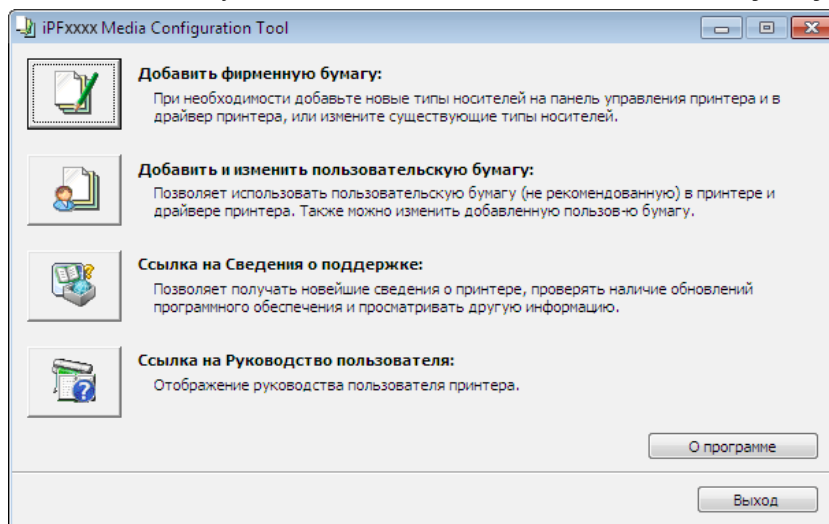 iPFxxxx Media Configuration Tool
Добавить фирменную бумагу:
При необходимости добавьте новые типы носителей на панель управления принтера и в
драйвер принтера, или измените существующие типы носителей.
Добавить и изменить пользовательскую бумагу:
Позволяет использовать пользовательскую бумагу (не рекомендованную) в принтере и
драйвере принтера. Также можно изменить добавленную пользов-ю бумагу.
Ссылка на Сведения о поддержке:
Позволяет получать новейшие сведения о принтере, проверять наличие обновлений
программного обеспечения и просматривать другую информацию.
Ссылка на Руководство пользователя:
Отображение руководства пользователя принтера.
О программе
Выход